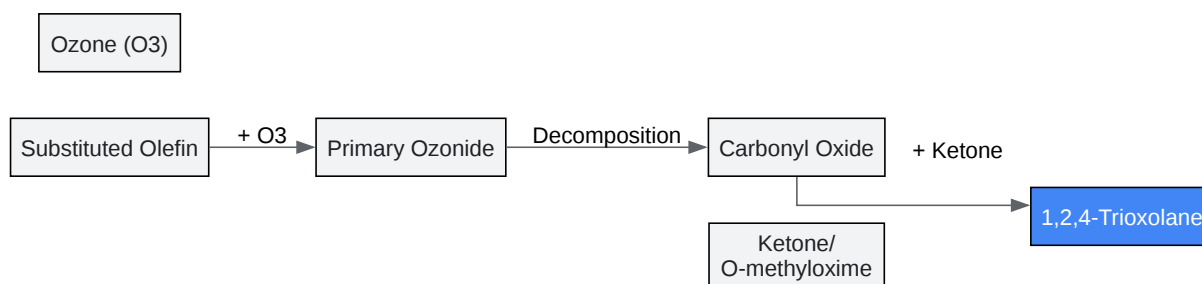 Ozone (O3)
Substituted Olefin
+ O3
Primary Ozonide
Decomposition
Carbonyl Oxide
+ Ketone
1,2,4-Trioxolane
Ketone/
O-methyloxime